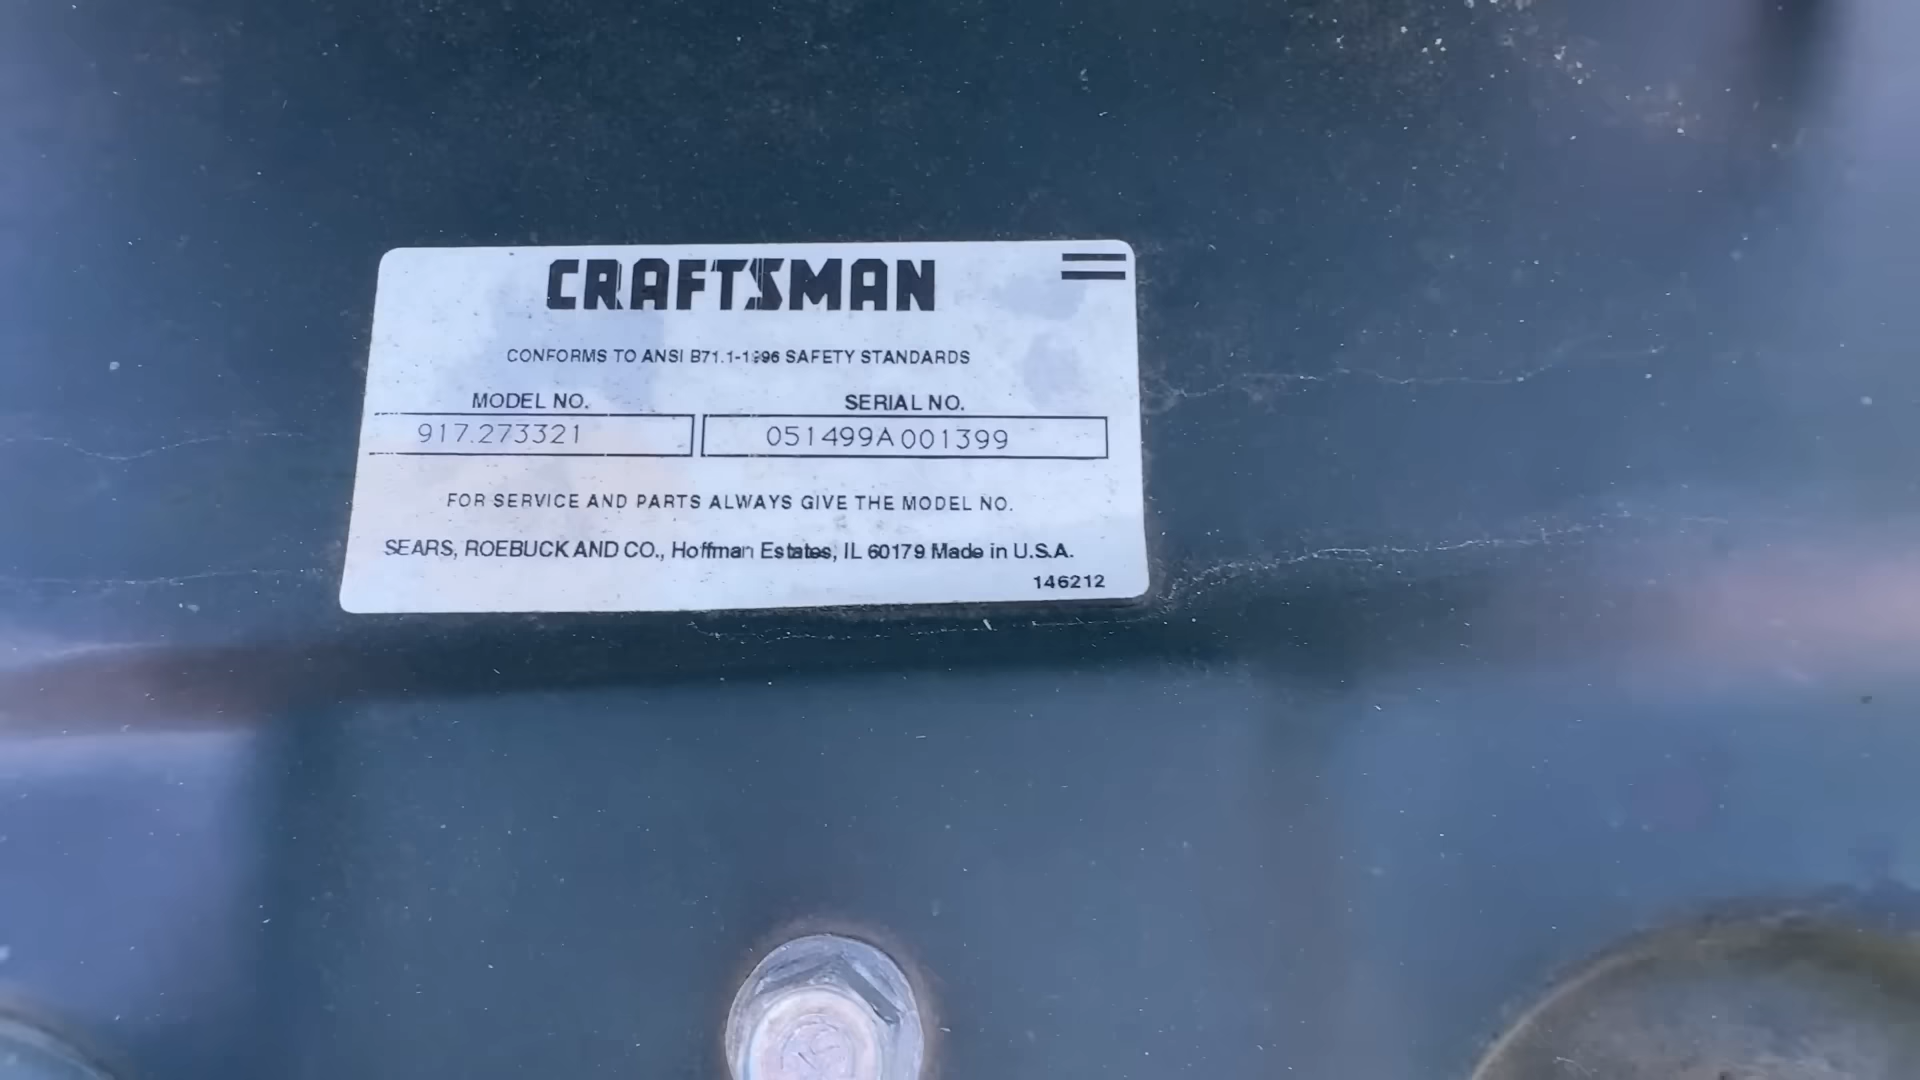 CRAFTSMAN
CONFORMS TO ANSI B71.1-1996 SAFETY STANDARDS
MODEL NO. SERIAL NO.
917.273321 051499A001399
FOR SERVICE AND PARTS ALWAYS GIVE THE MODEL NO.
SEARS, ROEBUCK AND CO., Hoffman Estates, IL 60179 Made in U.S.A.
146212